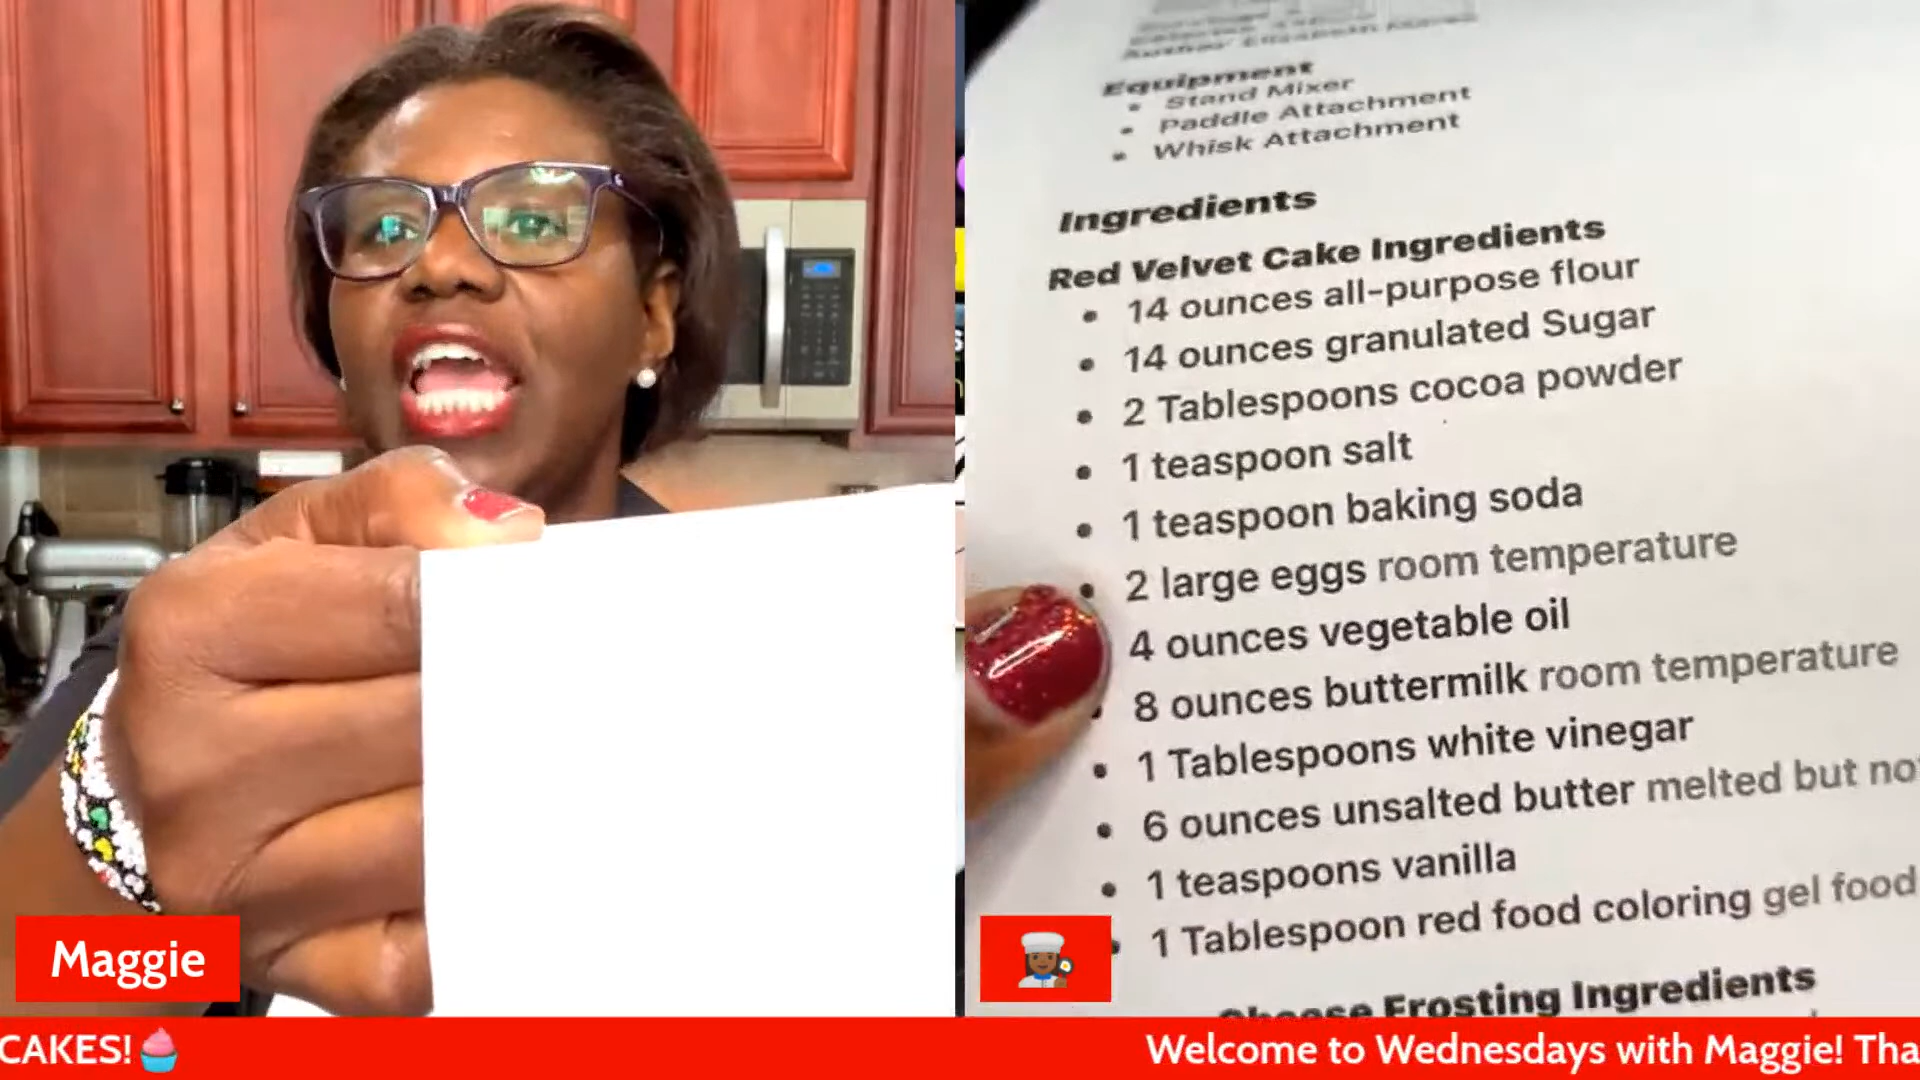 Equipment
Stand Mixer
Paddle Attachment
Whisk Attachment
Ingredients
Red Velvet Cake Ingredients
14 ounces all-purpose flour
14 ounces granulated Sugar
2 Tablespoons cocoa powder
1 teaspoon salt
1 teaspoon baking soda
2 large eggs room temperature
4 ounces vegetable oil
8 ounces buttermilk room temperature
1 Tablespoons white vinegar
6 ounces unsalted butter melted but no
1 teaspoons vanilla
1 Tablespoon red food coloring gel food
Cheese Frosting Ingredients
Maggie
CAKES!
Welcome to Wednesdays with Maggie! Tha